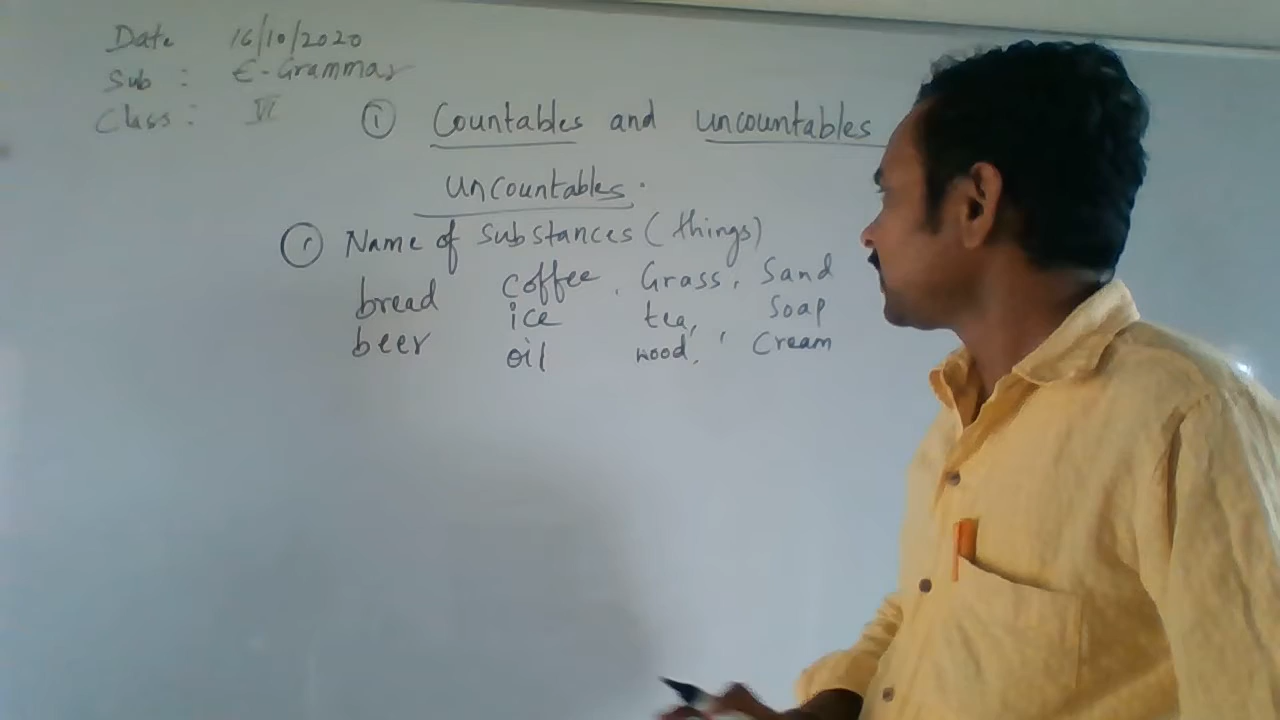 Date 16/10/2020
Sub : E-Grammar
Class: VI
① Countables and uncountables
uncountables.
① Name of substances (things)
bread coffee, Grass, Sand
ice tea, soap
beer oil wood, , Cream